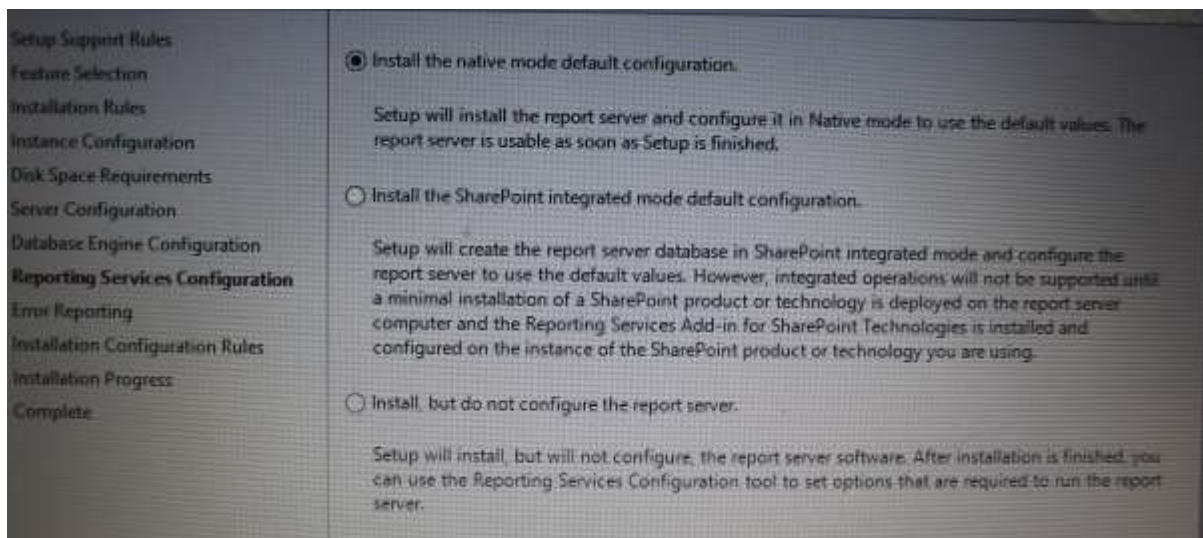 Setup Support Rules
Feature Selection
Installation Rules
Instance Configuration
Disk Space Requirements
Server Configuration
Database Engine Configuration
Reporting Services Configuration
Error Reporting
Installation Configuration Rules
Installation Progress
Complete
Install the native mode default configuration.
Setup will install the report server and configure it in Native mode to use the default values. The
report server is usable as soon as Setup is finished.
Install the SharePoint integrated mode default configuration.
Setup will create the report server database in SharePoint integrated mode and configure the
report server to use the default values. However, integrated operations will not be supported until
a minimal installation of a SharePoint product or technology is deployed on the report server
computer and the Reporting Services Add-in for SharePoint Technologies is installed and
configured on the instance of the SharePoint product or technology you are using.
Install, but do not configure the report server.
Setup will install, but will not configure, the report server software. After installation is finished, you
can use the Reporting Services Configuration tool to set options that are required to run the report
server.